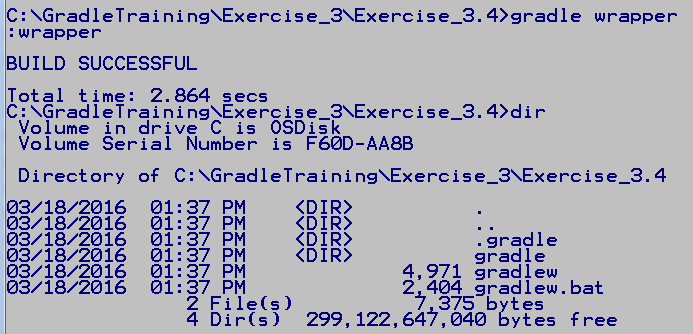 C:\GradleTraining\Exercise_3\Exercise_3.4>gradle wrapper
:wrapper
BUILD SUCCESSFUL
Total time: 2.864 secs
C:\GradleTraining\Exercise_3\Exercise_3.4>dir
Volume in drive C is OSDisk
Volume Serial Number is F60D-AA8B
Directory of C:\GradleTraining\Exercise_3\Exercise_3.4
03/18/2016 01:37 PM <DIR> .
03/18/2016 01:37 PM <DIR> ..
03/18/2016 01:37 PM <DIR> .gradle
03/18/2016 01:37 PM <DIR> gradle
03/18/2016 01:37 PM 4,971 gradlew
03/18/2016 01:37 PM 2,404 gradlew.bat
2 File(s) 7,375 bytes
4 Dir(s) 299,122,647,040 bytes free